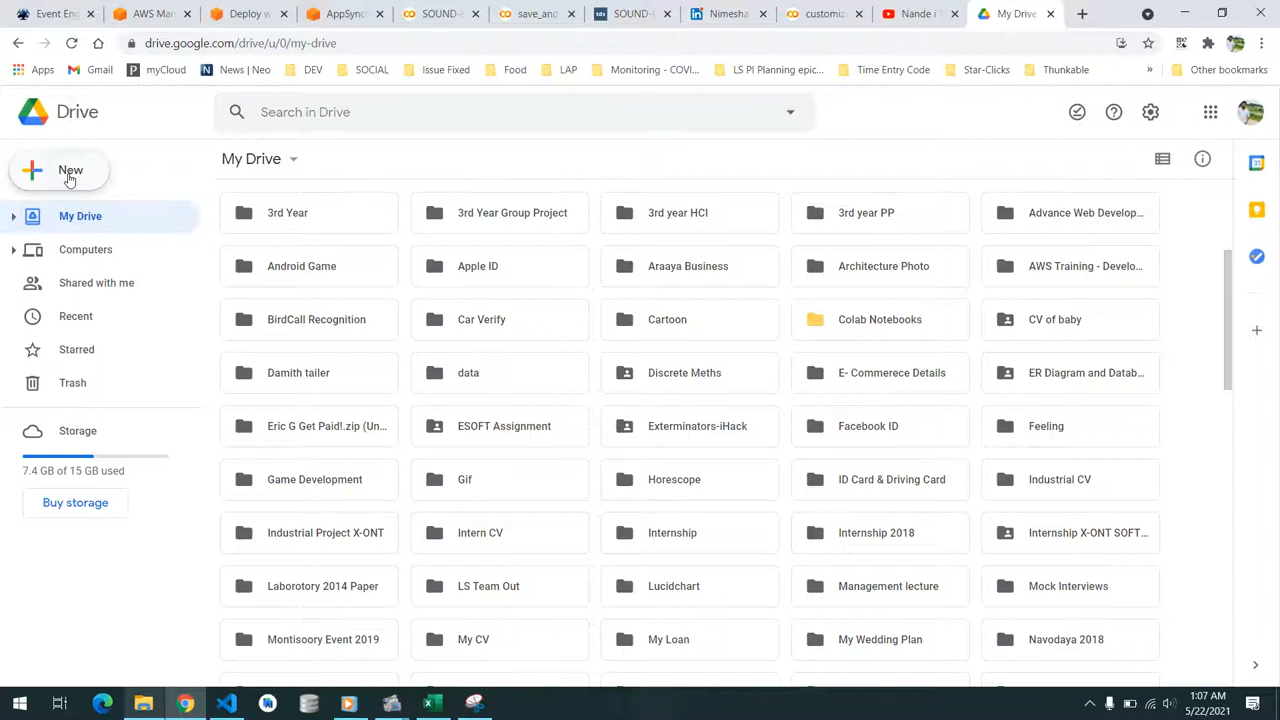 Event Eng
AWS Mar
Deploy
AppSync
SOUND-
save_an
SOUND-
Nimesha
customiz
Nande i T
My Drive
drive.google.com/drive/u/0/my-drive
Apps Gmail myCloud News | Neo DEV SOCIAL Issue Fixed Food LAP Monitoring - COVI... LS PI Planning epic... Time Entry Code Star-Clicks Thunkable » Other bookmarks
Drive
Search in Drive
New
My Drive
Computers
Shared with me
Recent
Starred
Trash
Storage
7.4 GB of 15 GB used
Buy storage
My Drive
3rd Year 3rd Year Group Project 3rd year HCI 3rd year PP Advance Web Develop...
Android Game Apple ID Araaya Business Architecture Photo AWS Training - Develo...
BirdCall Recognition Car Verify Cartoon Colab Notebooks CV of baby
Damith tailer data Discrete Meths E- Commerece Details ER Diagram and Datab...
Eric G Get Paid!.zip (Un... ESOFT Assignment Exterminators-iHack Facebook ID Feeling
Game Development Gif Horescope ID Card & Driving Card Industrial CV
Industrial Project X-ONT Intern CV Internship Internship 2018 Internship X-ONT SOFT...
Laborotory 2014 Paper LS Team Out Lucidchart Management lecture Mock Interviews
Montisoory Event 2019 My CV My Loan My Wedding Plan Navodaya 2018
31
1:07 AM
5/22/2021